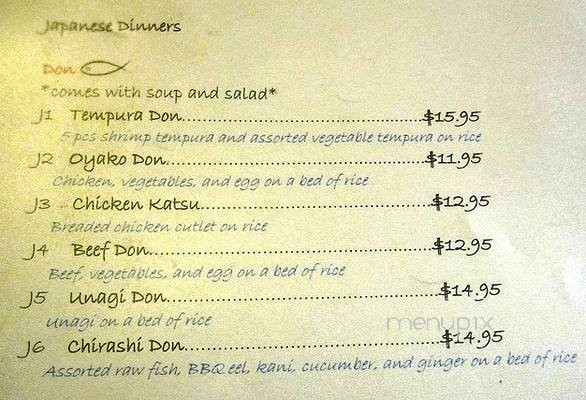 Japanese Dinners
Don
*comes with soup and salad*
J1 Tempura Don...............................$15.95
5 pcs shrimp tempura and assorted vegetable tempura on rice
J2 Oyako Don...................................$11.95
Chicken, vegetables, and egg on a bed of rice
J3 Chicken Katsu..............................$12.95
Breaded chicken cutlet on rice
J4 Beef Don.....................................$12.95
Beef, vegetables, and egg on a bed of rice
J5 Unagi Don...................................$14.95
unagi on a bed of rice
menupix
J6 Chirashi Don................................$14.95
Assorted raw fish, BBQ eel, kani, cucumber, and ginger on a bed of rice